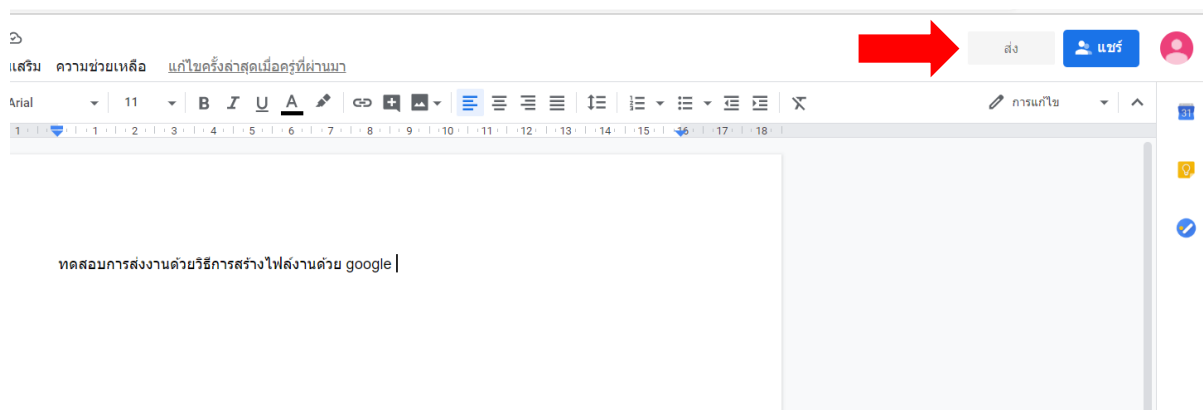 ส่ง
แชร์
เสริม ความช่วยเหลือ แก้ไขครั้งล่าสุดเมื่อครู่ที่ผ่านมา
Arial 11 B I U A การแก้ไข
1 1 2 3 4 5 6 7 8 9 10 11 12 13 14 15 16 17 18
31
ทดสอบการส่งงานด้วยวิธีการสร้างไฟล์งานด้วย google